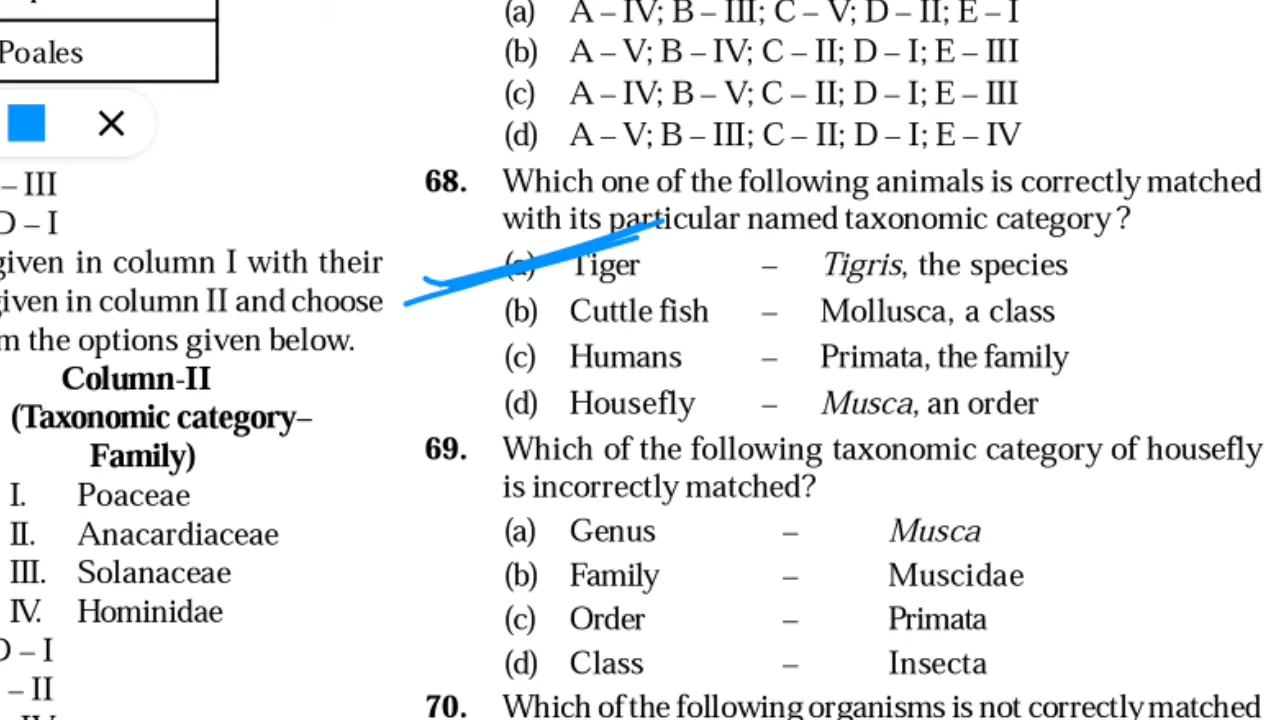 Poales
– III
D – I
given in column I with their
given in column II and choose
m the options given below.
Column-II
(Taxonomic category–
Family)
I. Poaceae
II. Anacardiaceae
III. Solanaceae
IV. Hominidae
D – I
– II
(a) A – IV; B – III; C – V; D – II; E – I
(b) A – V; B – IV; C – II; D – I; E – III
(c) A – IV; B – V; C – II; D – I; E – III
(d) A – V; B – III; C – II; D – I; E – IV
68. Which one of the following animals is correctly matched
with its particular named taxonomic category?
(a) Tiger – Tigris, the species
(b) Cuttle fish – Mollusca, a class
(c) Humans – Primata, the family
(d) Housefly – Musca, an order
69. Which of the following taxonomic category of housefly
is incorrectly matched?
(a) Genus – Musca
(b) Family – Muscidae
(c) Order – Primata
(d) Class – Insecta
70. Which of the following organisms is not correctly matched